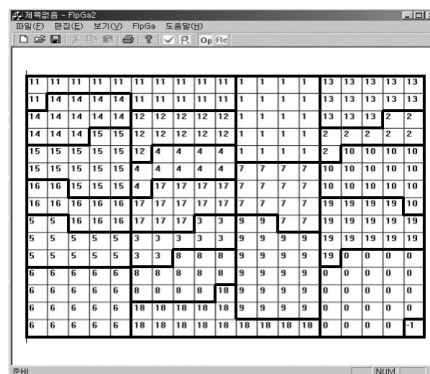 제목없음 - FlpGa2
파일(F) 편집(E) 보기(V) FlpGa 도움말(H)
? R Op Re
11 11 11 11 11 11 11 11 11 11 1 1 1 1 13 13 13 13 13
11 14 14 14 14 11 11 11 11 11 1 1 1 1 13 13 13 13 13
14 14 14 14 14 12 12 12 12 12 1 1 1 1 13 13 13 2 2
14 14 14 15 15 12 12 12 12 12 1 1 1 1 2 2 2 2 2
15 15 15 15 15 12 4 4 4 4 1 1 1 1 2 10 10 10 10
15 15 15 15 15 4 4 4 4 4 7 7 7 7 10 10 10 10 10
16 16 15 15 15 4 17 17 17 17 7 7 7 7 10 10 10 10 10
16 16 16 16 16 17 17 17 17 17 7 7 7 7 19 19 19 19 10
5 5 16 16 16 17 17 17 3 3 9 9 7 7 19 19 19 19 19
5 5 5 5 5 3 3 3 3 3 9 9 9 9 19 19 19 19 19
5 5 5 5 5 3 3 8 8 8 9 9 9 9 19 0 0 0 0
6 6 6 6 6 8 8 8 8 8 9 9 9 9 0 0 0 0 0
6 6 6 6 6 8 8 8 8 18 9 9 9 9 0 0 0 0 0
6 6 6 6 6 18 18 18 18 18 9 9 9 9 0 0 0 0 0
6 6 6 6 6 18 18 18 18 18 18 18 18 18 0 0 0 0 -1
준비 NUM